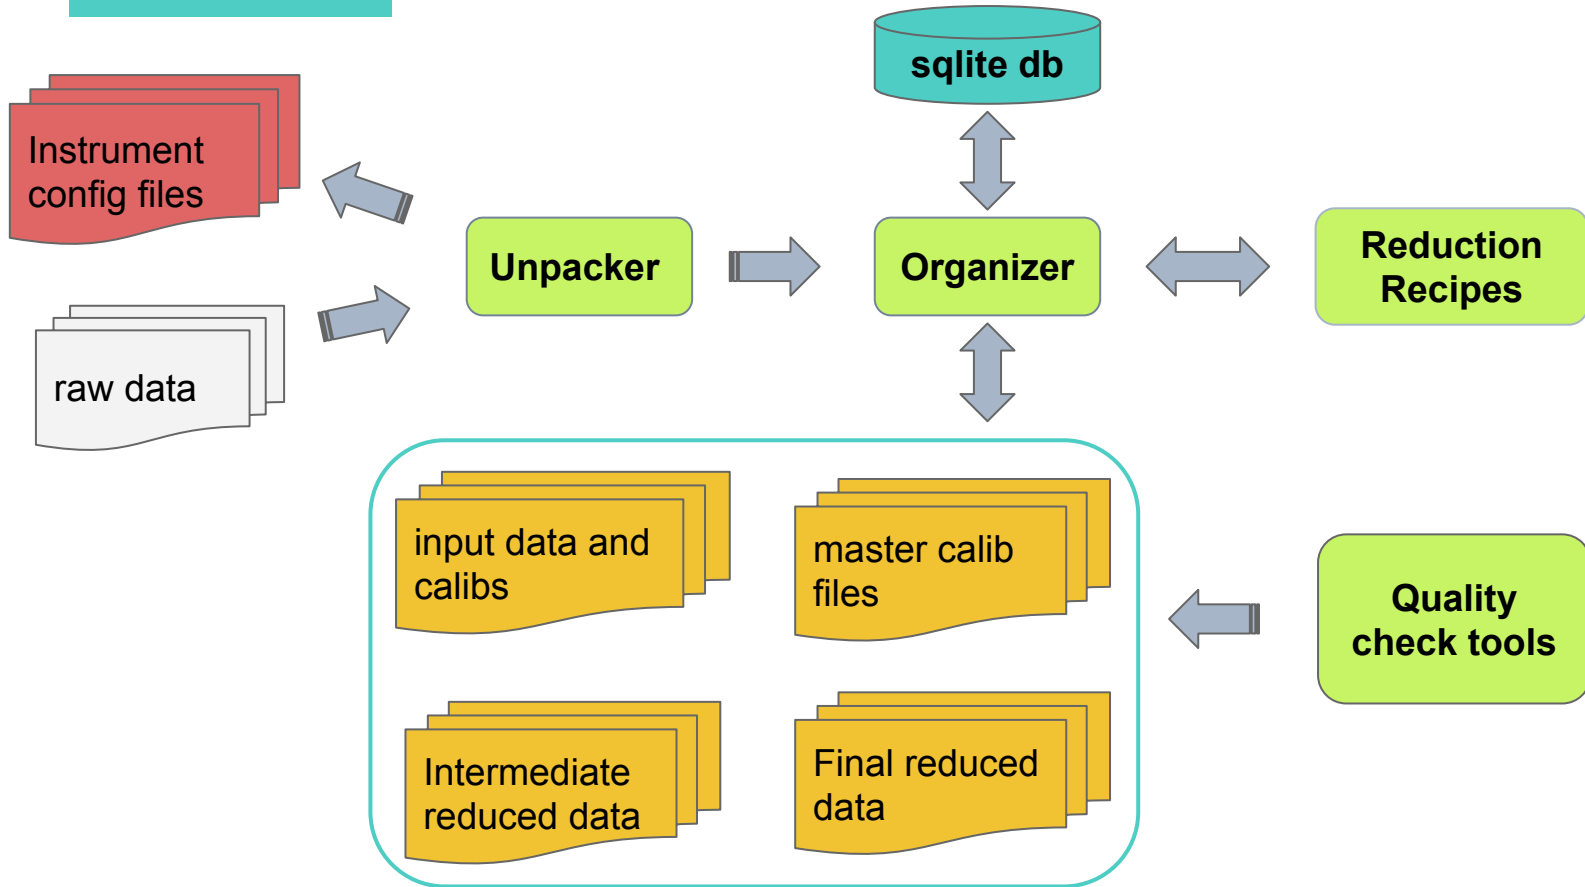 sqlite db
Instrument
config files
Unpacker
Organizer
Reduction
Recipes
raw data
input data and
calibs
master calib
files
Quality
check tools
Intermediate
reduced data
Final reduced
data